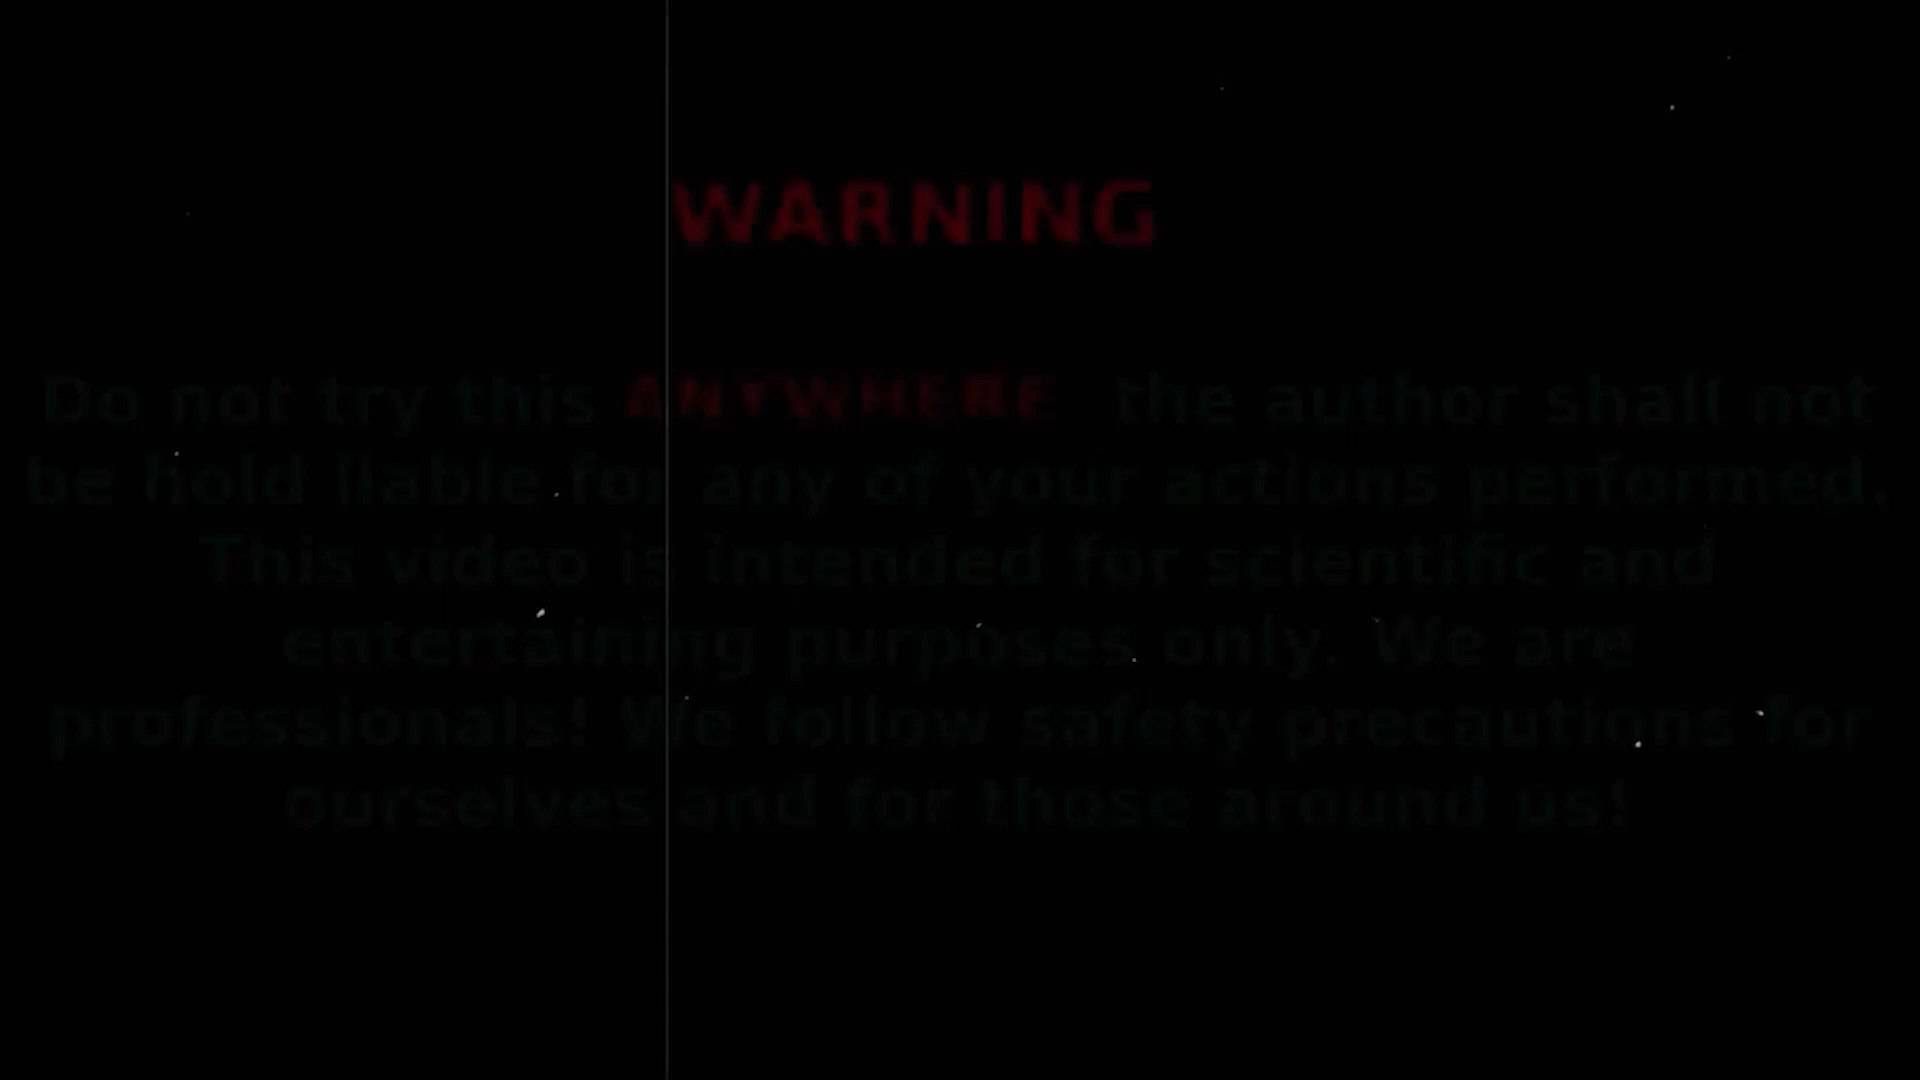 WARNING
Do not try this ANYWHERE the author shall not
be hold liable for any of your actions performed.
This video is intended for scientific and
entertaining purposes only. We are
professionals! We follow safety precautions for
ourselves and for those around us!